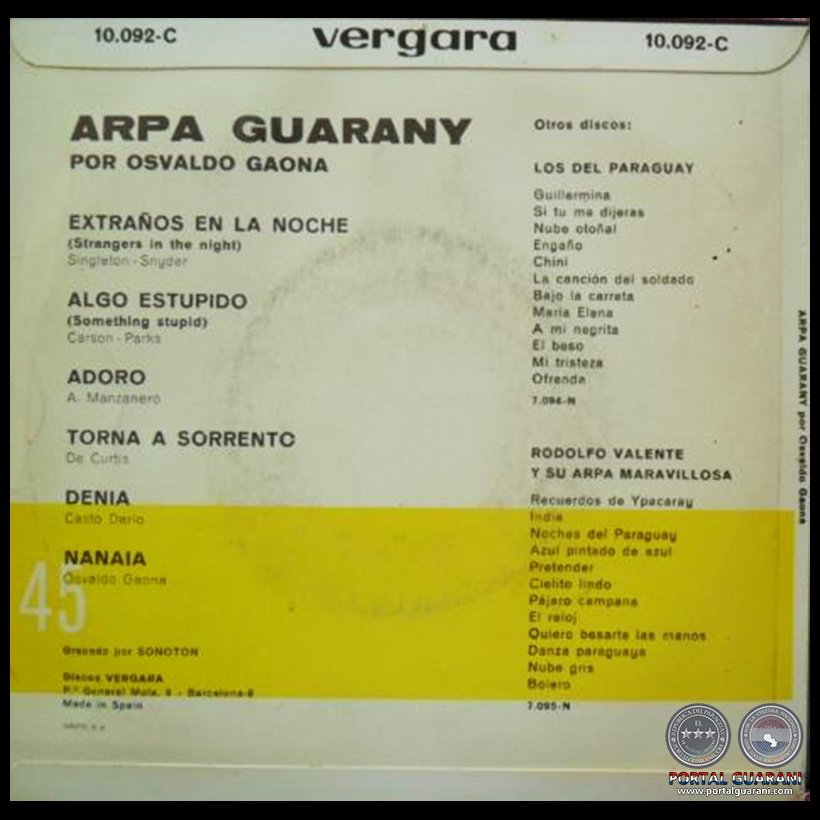 10.092-C
vergara
10.092-C
ARPA GUARANY
POR OSVALDO GAONA
EXTRAÑOS EN LA NOCHE
(Strangers in the night)
Singleton - Snyder
ALGO ESTUPIDO
(Something stupid)
Carson - Parks
ADORO
A. Manzanero
TORNA A SORRENTO
De Curtis
DENIA
Casto Dario
NANAIA
Osvaldo Gaona
45
Grabado por SONOTON
Discos VERGARA
P.º General Mola, 9 - Barcelona-9
Made in Spain
Otros discos:
LOS DEL PARAGUAY
Guillermina
Si tu me dijeras
Nube otoñal
Engaño
Chini
La canción del soldado
Bajo la carreta
María Elena
A mi negrita
El beso
Mi tristeza
Ofrenda
7.094-N
RODOLFO VALENTE
Y SU ARPA MARAVILLOSA
Recuerdos de Ypacaray
India
Noches del Paraguay
Azul pintado de azul
Pretender
Cielito lindo
Pájaro campana
El reloj
Quiero besarte las manos
Danza paraguaya
Nube gris
Bolero
7.095-N
ARPA GUARANY por Osvaldo Gaona
PORTAL GUARANI
www.portalguarani.com